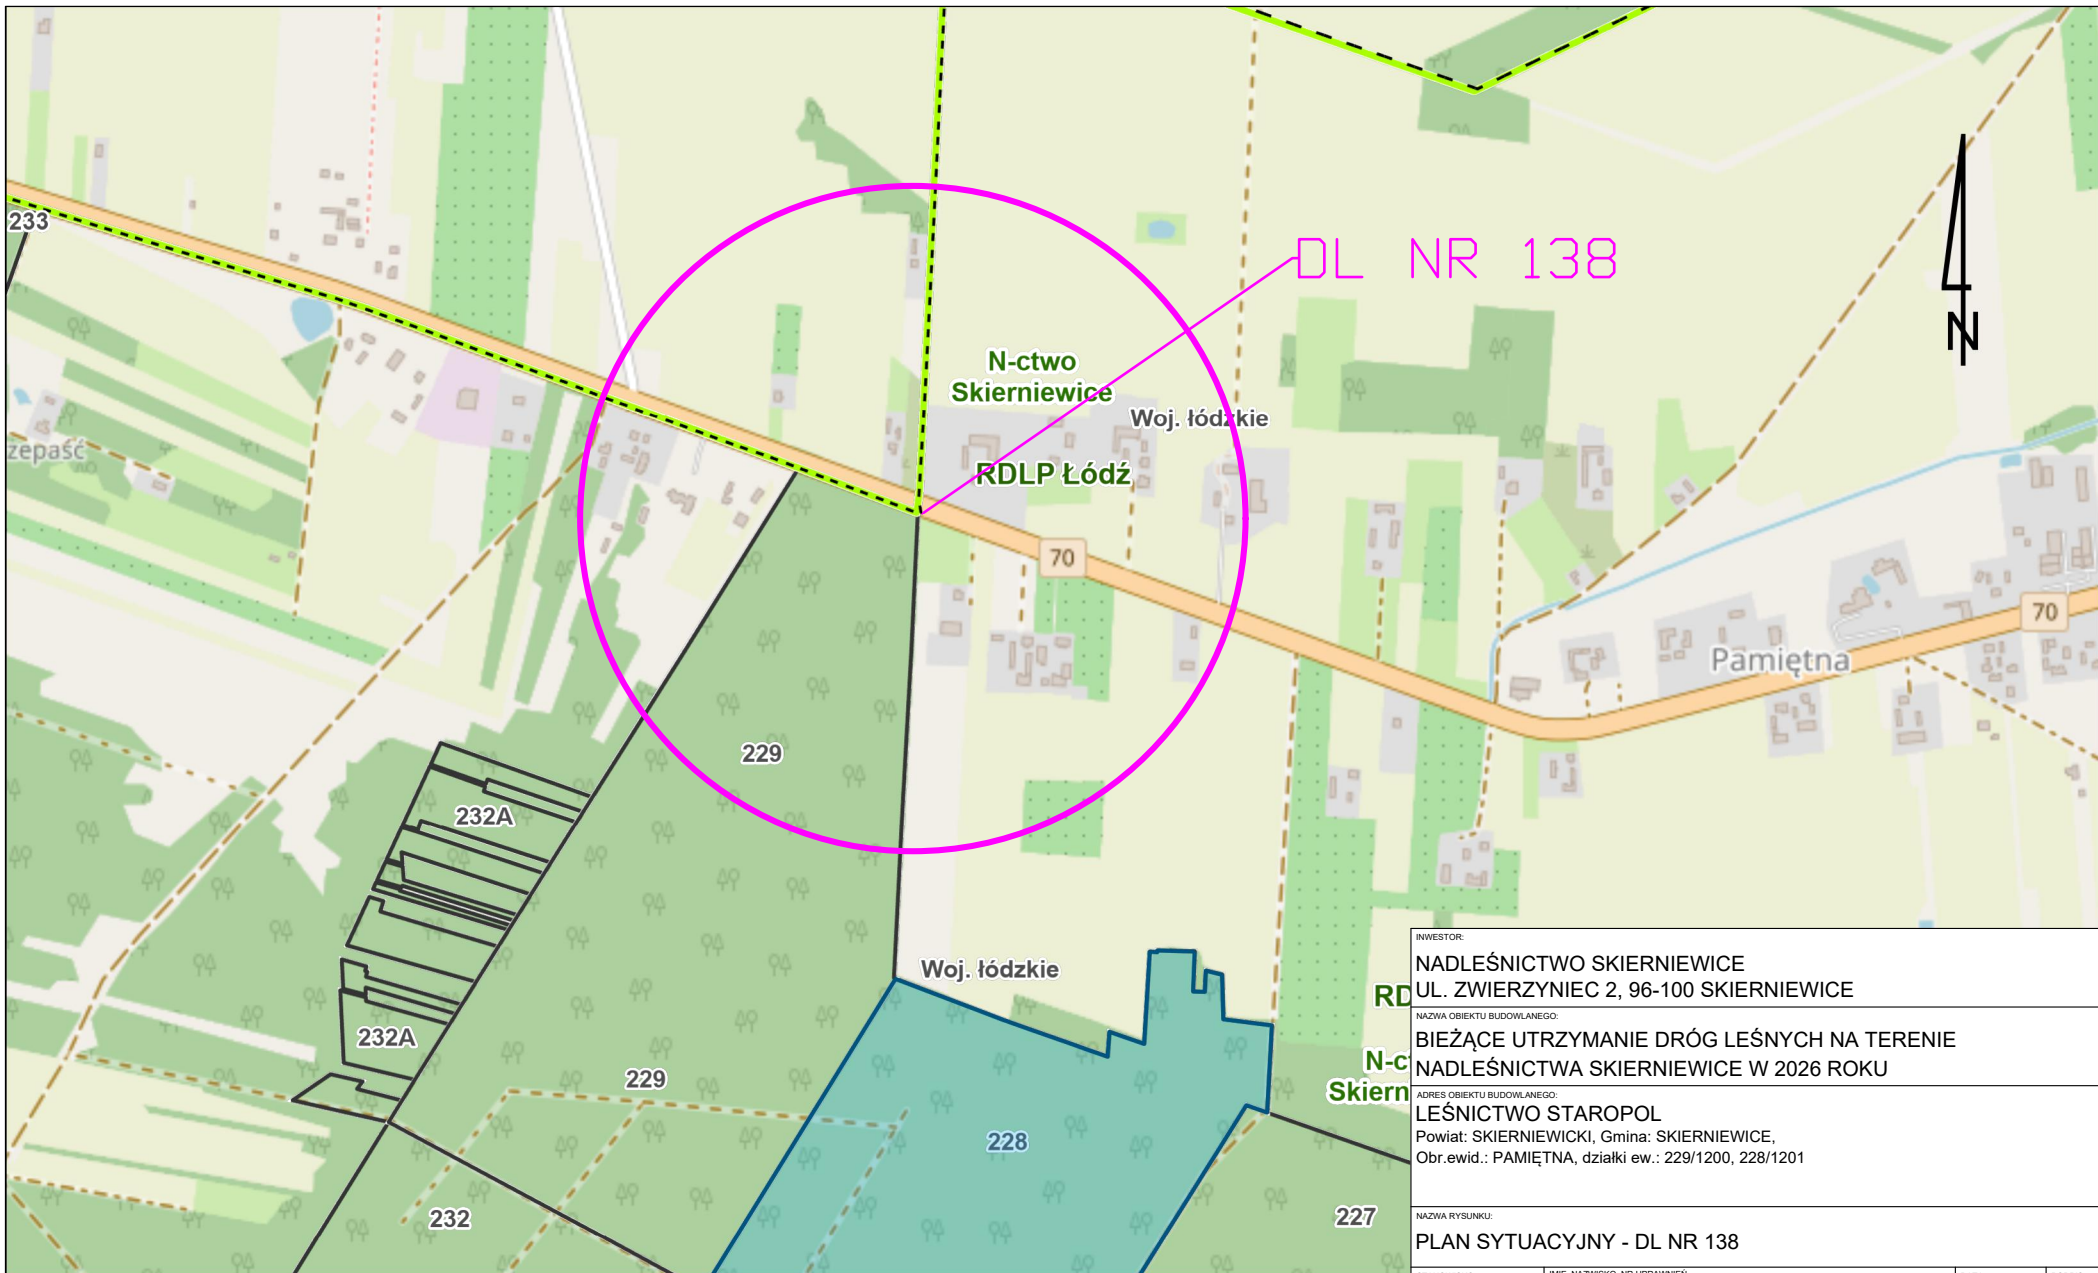 233
DL NR 138
N
N-ctwo
Skierniewice
Woj. łódzkie
zepaść
RDLP Łódź
70
70
Pamiętna
229
232A
Woj. łódzkie
232A
229
228
232
227
RD
N-c
Skiern
INWESTOR:
NADLEŚNICTWO SKIERNIEWICE
UL. ZWIERZYNIEC 2, 96-100 SKIERNIEWICE
NAZWA OBIEKTU BUDOWLANEGO:
BIEŻĄCE UTRZYMANIE DRÓG LEŚNYCH NA TERENIE
NADLEŚNICTWA SKIERNIEWICE W 2026 ROKU
ADRES OBIEKTU BUDOWLANEGO:
LEŚNICTWO STAROPOL
Powiat: SKIERNIEWICKI, Gmina: SKIERNIEWICE,
Obr.ewid.: PAMIĘTNA, działki ew.: 229/1200, 228/1201
NAZWA RYSUNKU:
PLAN SYTUACYJNY - DL NR 138